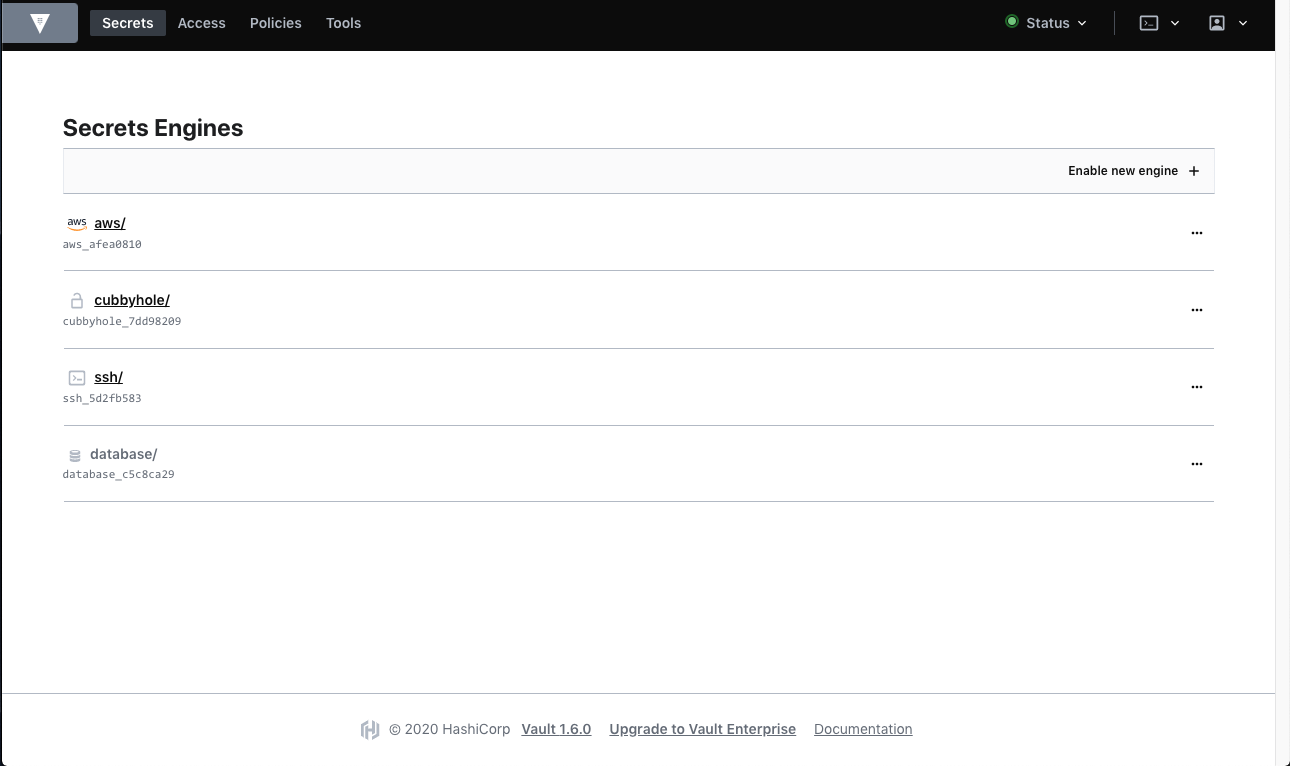 Secrets Access Policies Tools Status
Secrets Engines
Enable new engine
aws aws/
aws_afea0810
cubbyhole/
cubbyhole_7dd98209
ssh/
ssh_5d2fb583
database/
database_c5c8ca29
© 2020 HashiCorp Vault 1.6.0 Upgrade to Vault Enterprise Documentation